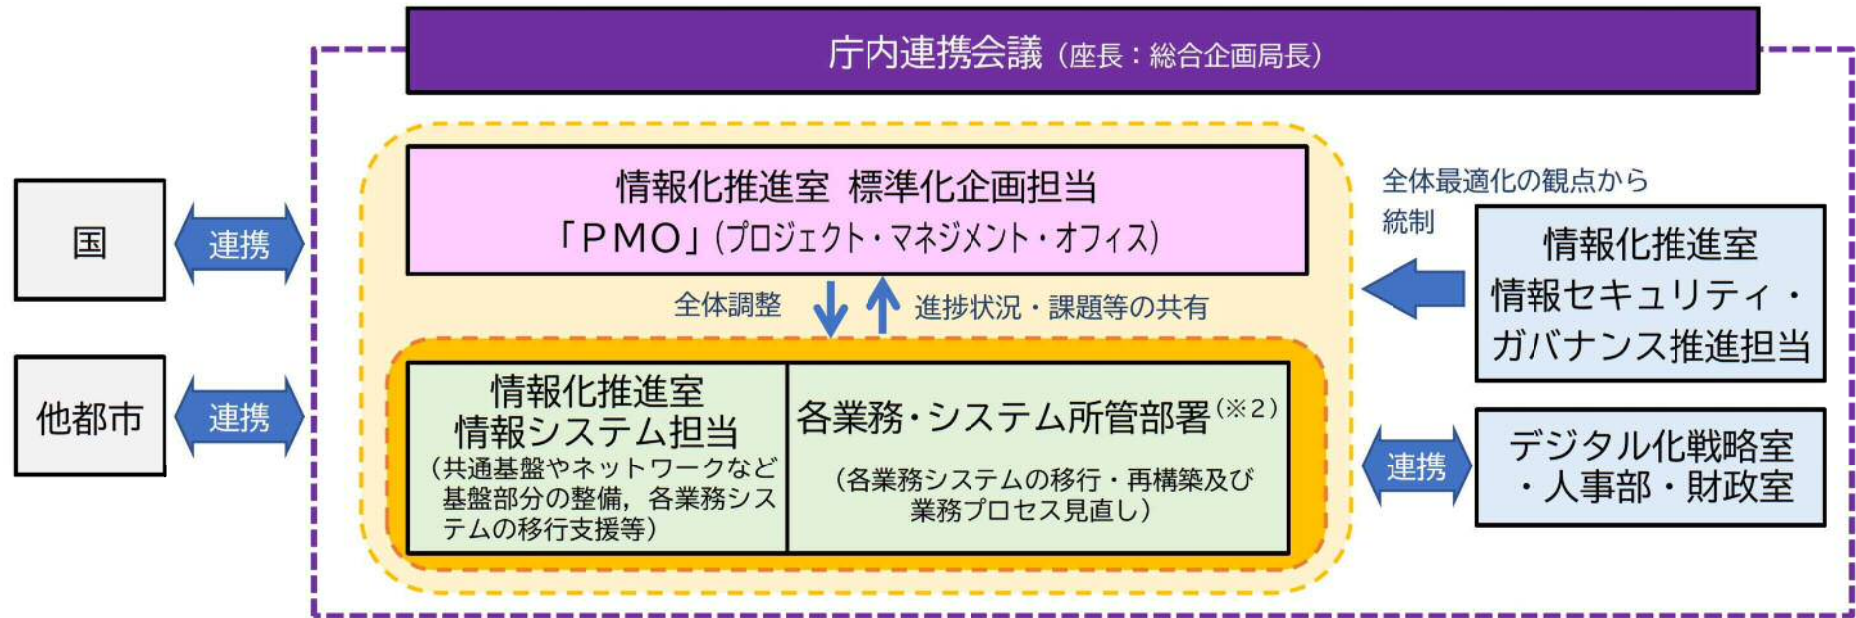 庁内連携会議（座長：総合企画局長）
国
連携
他都市
連携
情報化推進室 標準化企画担当
「ＰＭＯ」（プロジェクト・マネジメント・オフィス）
全体調整
進捗状況・課題等の共有
情報化推進室
情報システム担当
（共通基盤やネットワークなど
基盤部分の整備，各業務シス
テムの移行支援等）
各業務・システム所管部署（※２）
（各業務システムの移行・再構築及び
業務プロセス見直し）
全体最適化の観点から
統制
情報化推進室
情報セキュリティ・
ガバナンス推進担当
連携
デジタル化戦略室
・人事部・財政室